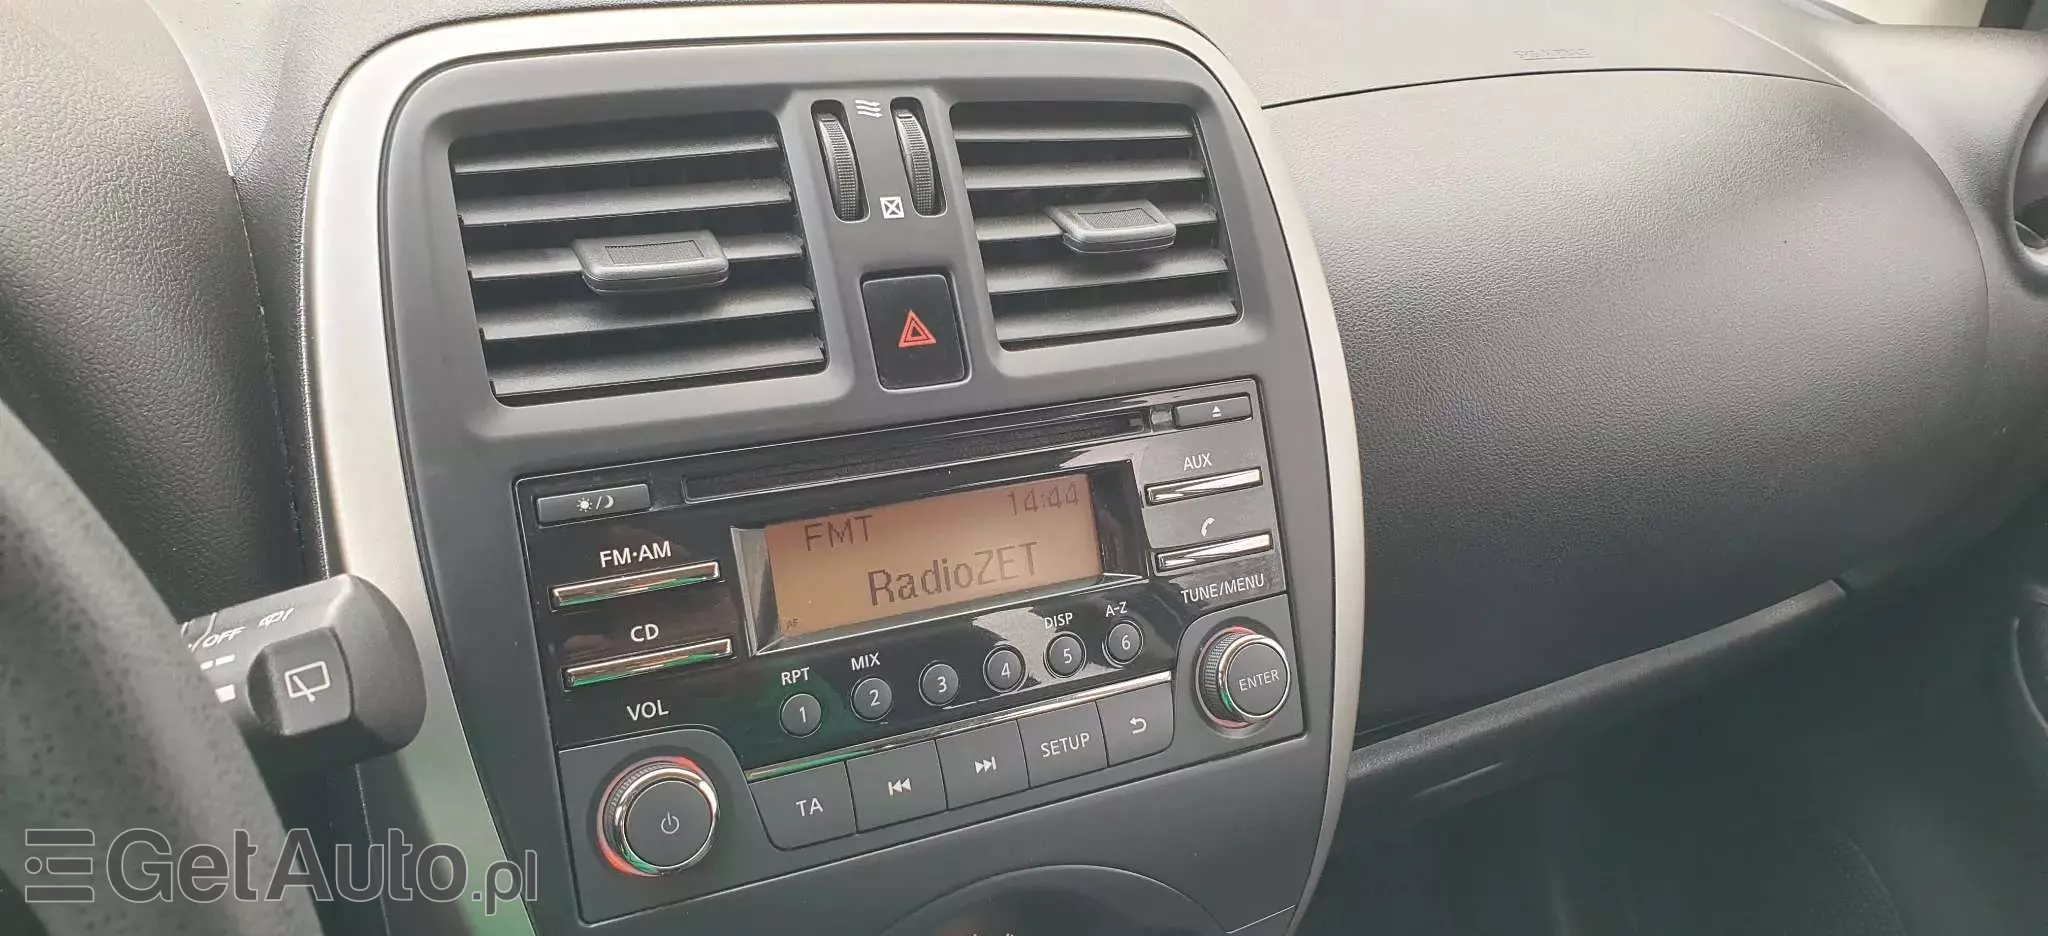 AUX
14:44
FMT
RadioZET
AF
FM·AM
CD
VOL
TUNE/MENU
DISP
A-Z
RPT
MIX
1
2
3
4
5
6
ENTER
TA
SETUP
/OFF
GetAuto.pl